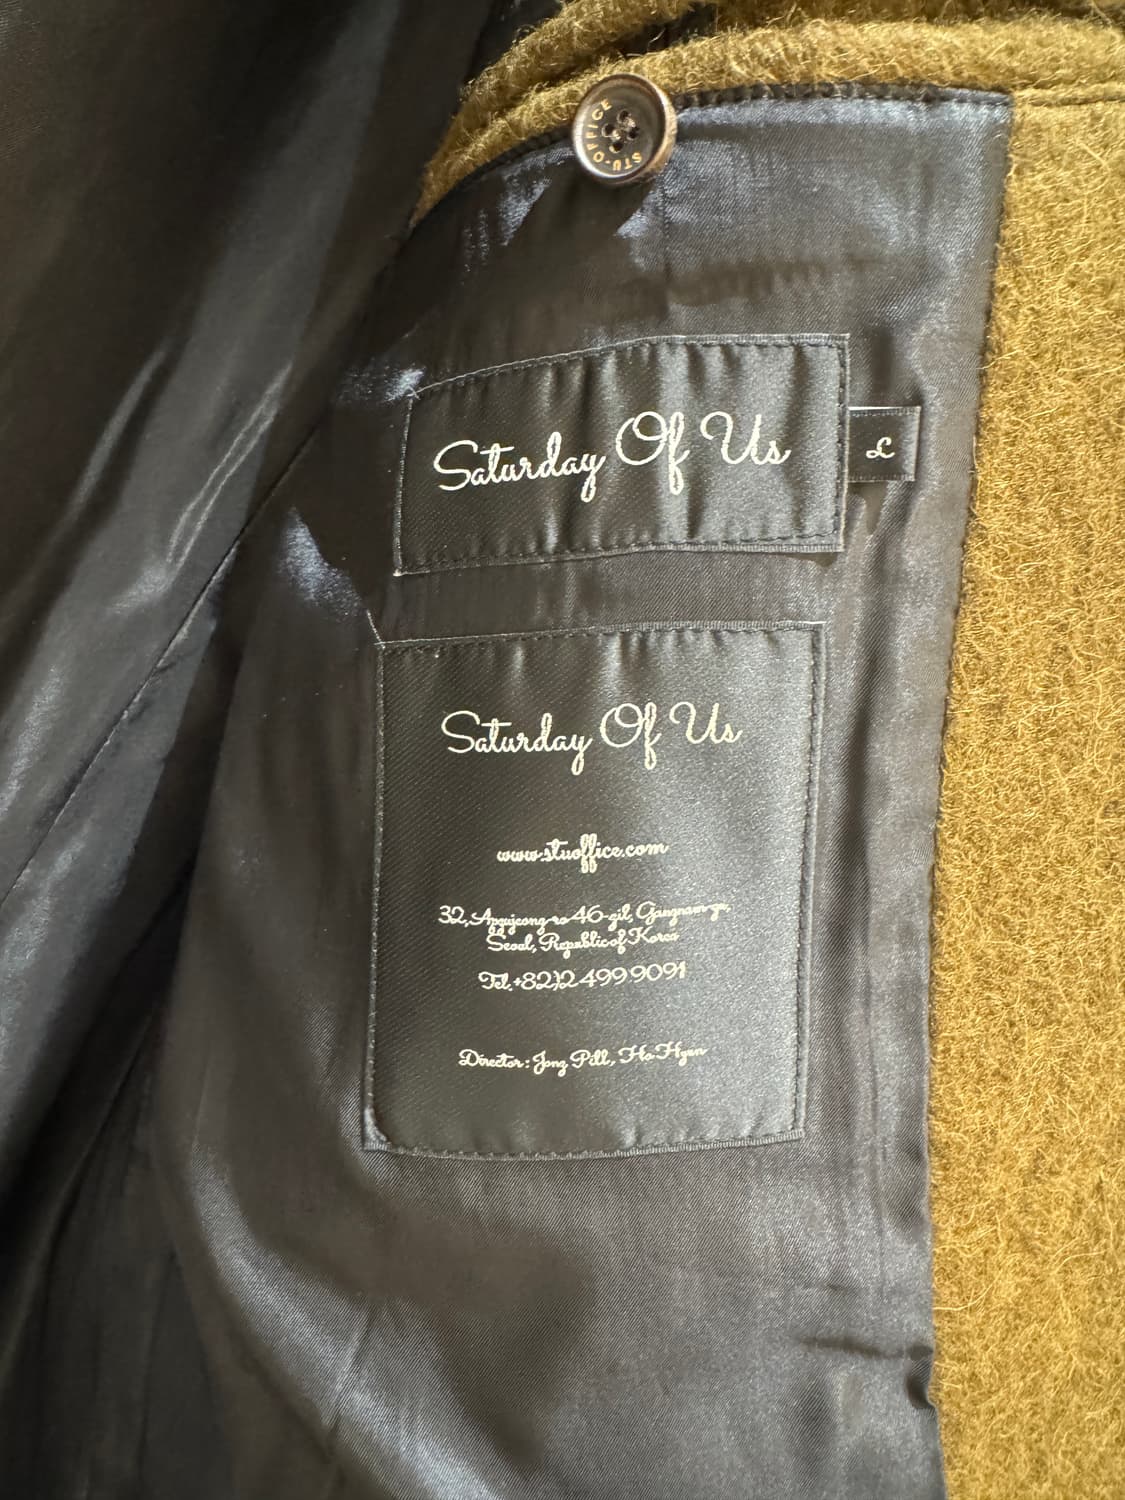 STU-OFFICE
Saturday Of Us
L
Saturday Of Us
www.stuoffice.com
32, Apgujeong-ro 46-gil, Gangnam-gu,
Seoul, Republic of Korea
Tel.+82)2 499.9091
Director : Jong Pill, Ha-Hyun